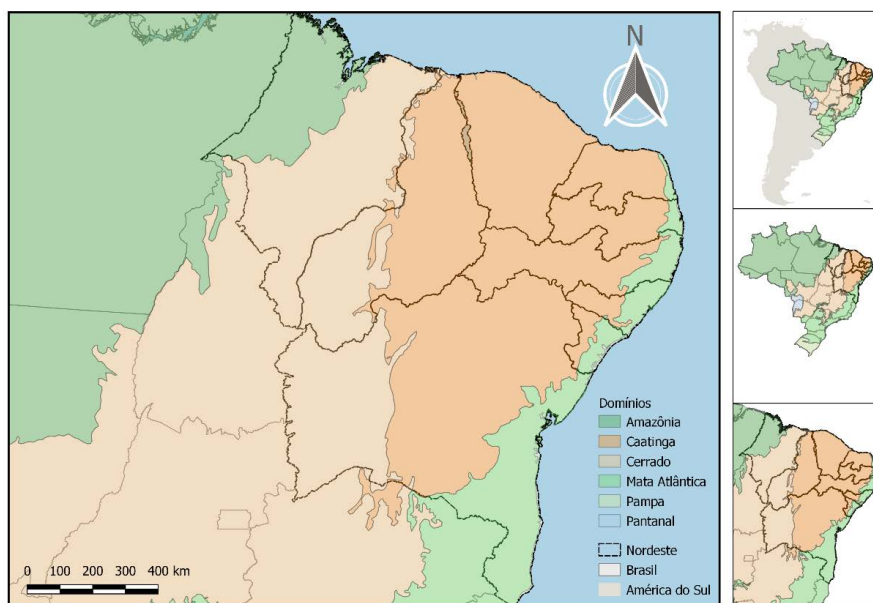 N
Domínios
Amazônia
Caatinga
Cerrado
Mata Atlântica
Pampa
Pantanal
Nordeste
Brasil
América do Sul
0 100 200 300 400 km